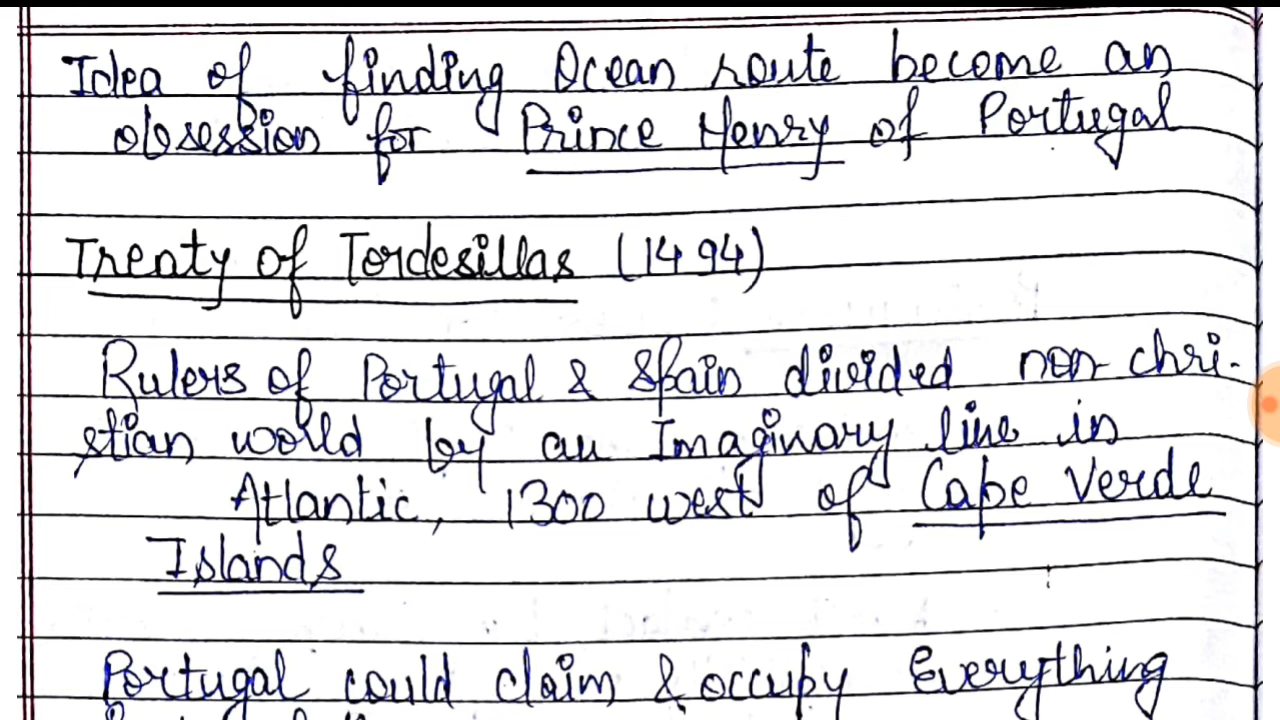 Idea of finding Ocean route become an
obsession for Prince Henry of Portugal
Treaty of Tordesillas (1494)
Rulers of Portugal & Spain divided non-chri-
stian world by an Imaginary line in
Atlantic, 1300 west of Cape Verde
Islands
Portugal could claim & occupy Everything